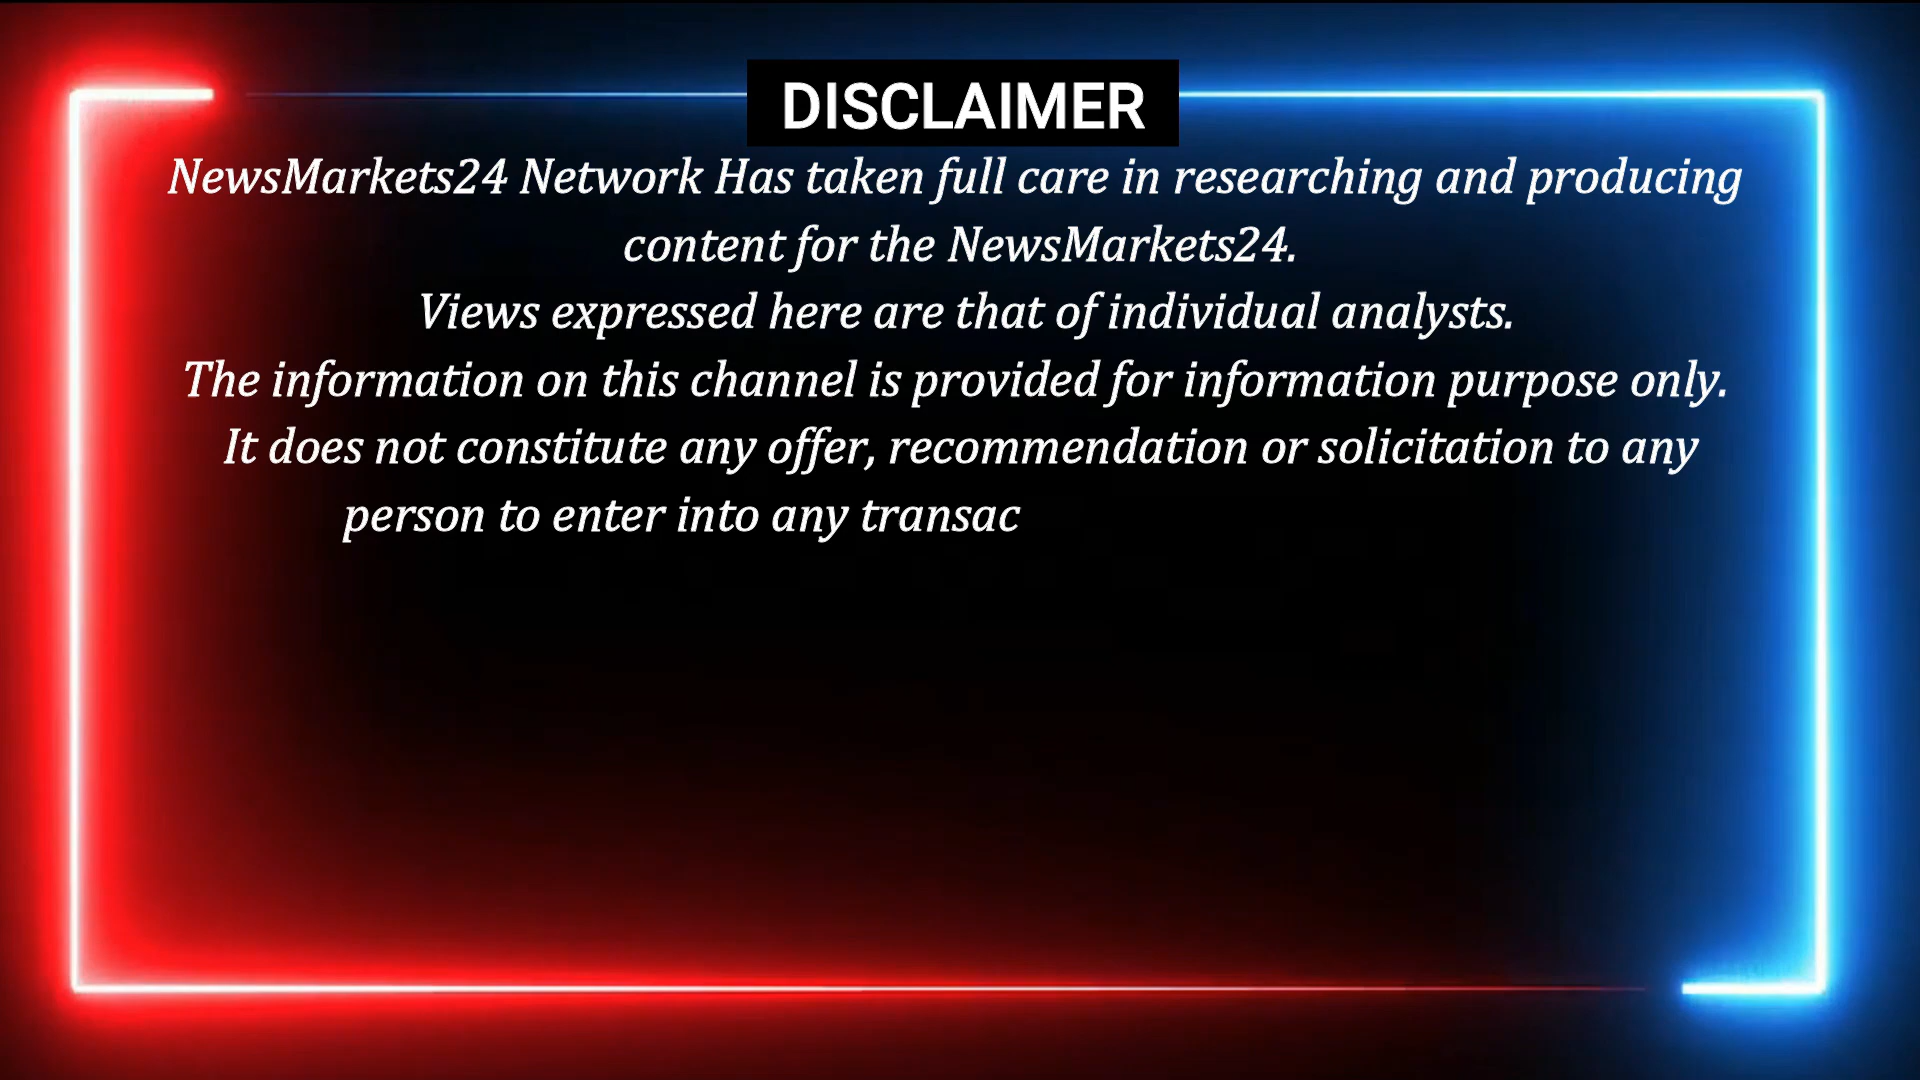 DISCLAIMER
NewsMarkets24 Network Has taken full care in researching and producing
content for the NewsMarkets24.
Views expressed here are that of individual analysts.
The information on this channel is provided for information purpose only.
It does not constitute any offer, recommendation or solicitation to any
person to enter into any transac